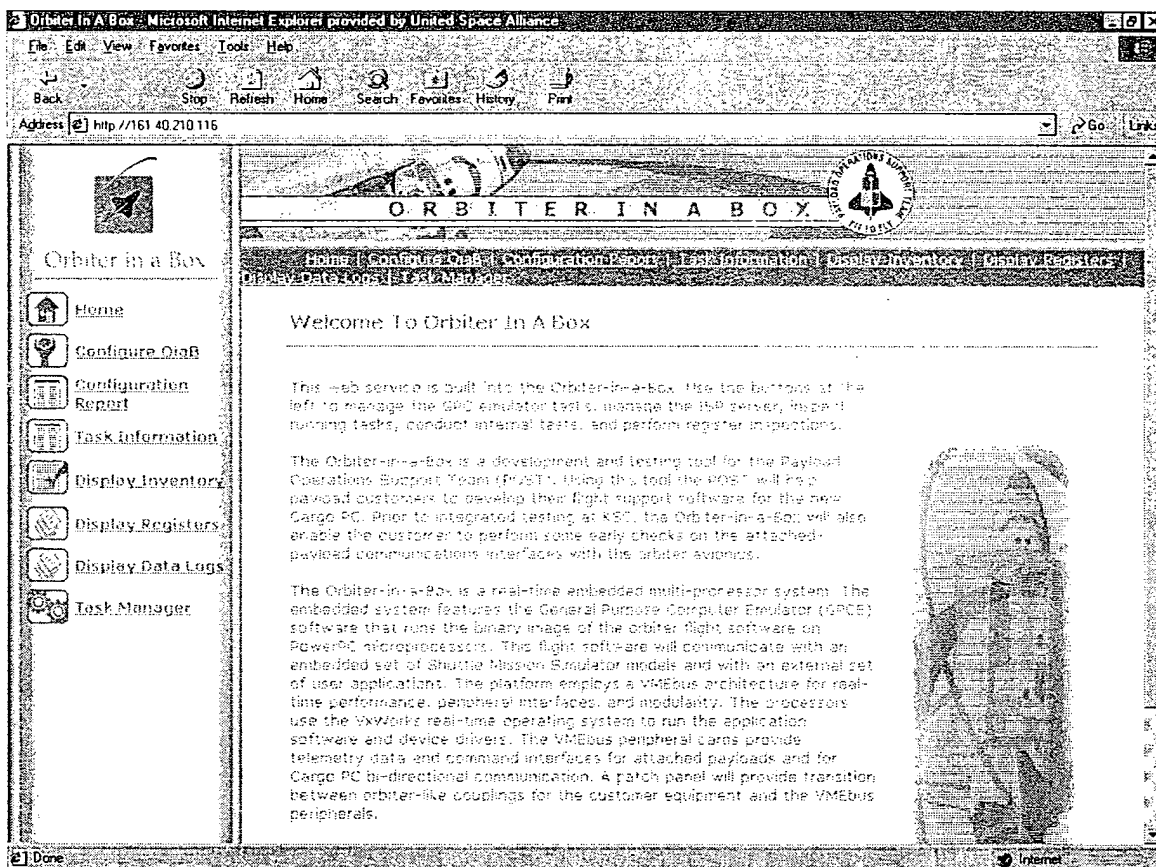 Orbiter In A Box - Microsoft Internet Explorer provided by United Space Alliance
File Edit View Favorites Tools Help
Back Stop Refresh Home Search Favorites History Print
Address http://161.40.210.116 Go Links
ORBITER IN A BOX
PAYLOAD OPERATIONS SUPPORT TEAM
Home | Configure OiaB | Configuration Report | Task Information | Display Inventory | Display Registers |
Display Data Logs | Task Manager
Orbiter in a Box
Home
Configure OiaB
Configuration
Report
Task Information
Display Inventory
Display Registers
Display Data Logs
Task Manager
Welcome To Orbiter In A Box
This web service is built into the Orbiter-in-a-Box. Use the buttons at the
left to manage the GPC emulator tasks, manage the ISP server, inspect
running tasks, conduct internal tests, and perform register inspections.
The Orbiter-in-a-Box is a development and testing tool for the Payload
Operations Support Team (POST). Using this tool the POST will help
payload customers to develop their flight support software for the new
Cargo PC. Prior to integrated testing at KSC, the Orbiter-in-a-Box will also
enable the customer to perform some early checks on the attached-
payload communications interfaces with the orbiter avionics.
The Orbiter-in-a-Box is a real-time embedded multi-processor system. The
embedded system features the General Purpose Computer Emulator (GPCE)
software that runs the binary image of the orbiter flight software on
PowerPC microprocessors. This flight software will communicate with an
embedded set of Shuttle Mission Simulator models and with an external set
of user applications. The platform employs a VMEbus architecture for real-
time performance, peripheral interfaces, and modularity. The processors
use the VxWorks real-time operating system to run the application
software and device drivers. The VMEbus peripheral cards provide
telemetry data and command interfaces for attached payloads and for
Cargo PC bi-directional communication. A patch panel will provide transition
between orbiter-like couplings for the customer equipment and the VMEbus
peripherals.
Done Internet